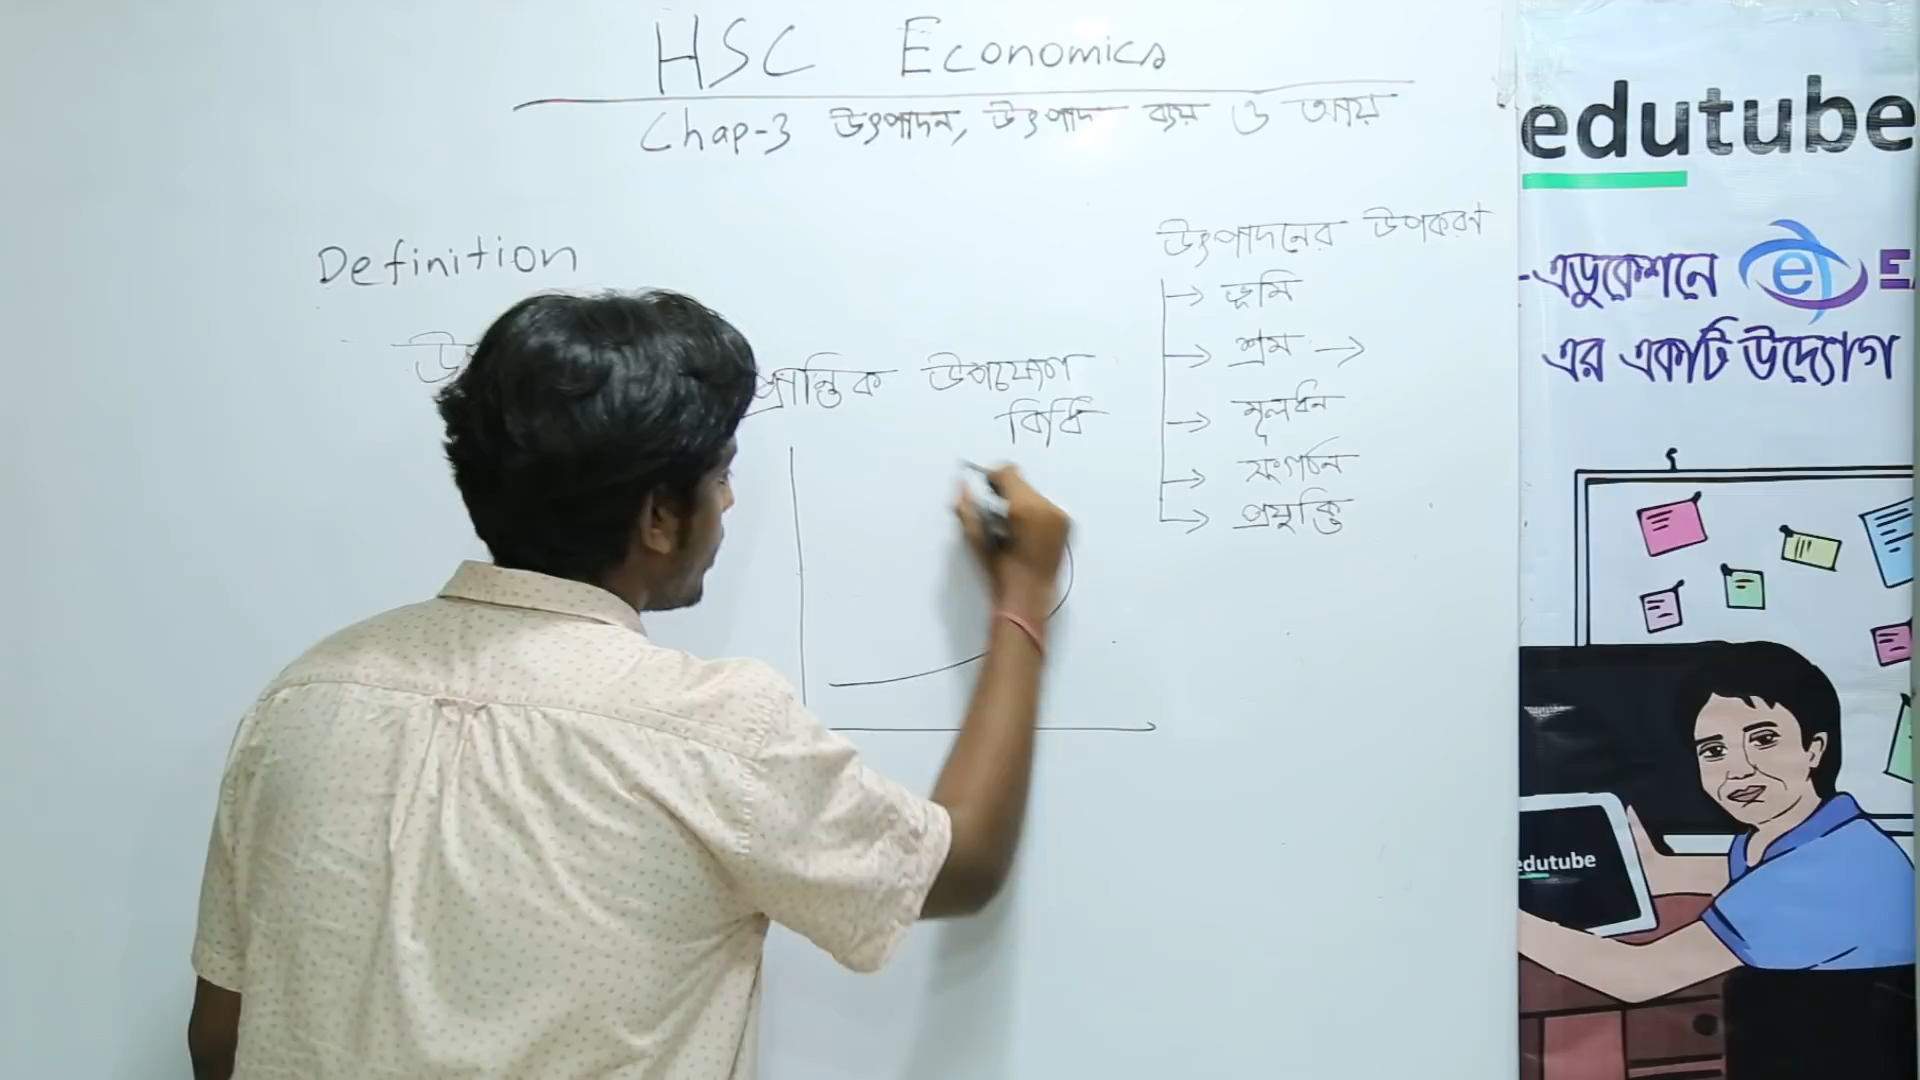 HSC Economics
Chap-3 উৎপাদন, উৎপাদ ব্যয় ও আয়
Definition
প্রান্তিক উপযোগ
বিধি
উৎপাদনের উপকরণ
→ ভূমি
→ শ্রম →
→ মূলধন
→ সংগঠন
→ প্রযুক্তি
edutube
-এডুকেশনে
এর একটি উদ্যোগ
edutube